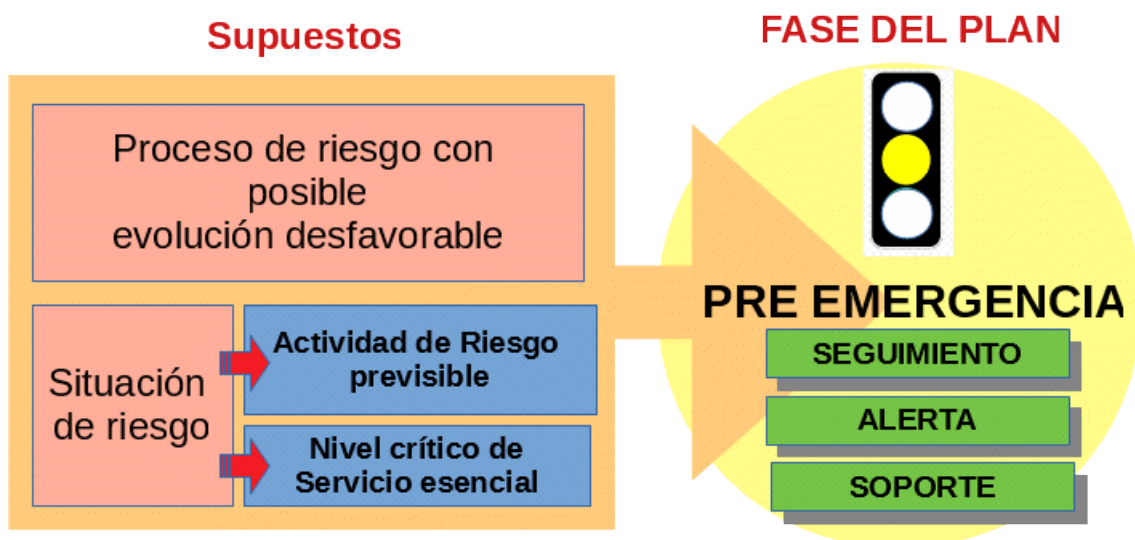 Supuestos
FASE DEL PLAN
Proceso de riesgo con
posible
evolución desfavorable
Situación
de riesgo
Actividad de Riesgo
previsible
Nivel crítico de
Servicio esencial
PRE EMERGENCIA
SEGUIMIENTO
ALERTA
SOPORTE